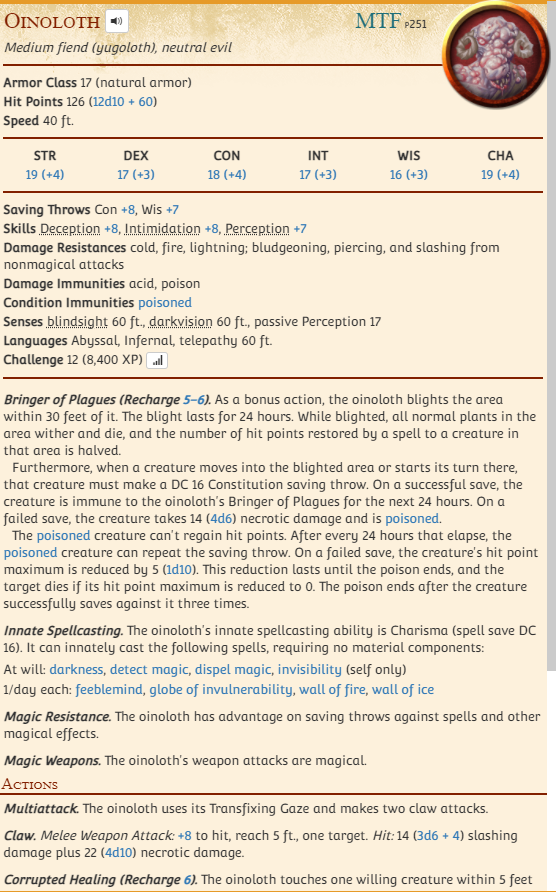 Oinoloth MTF p251
Medium fiend (yugoloth), neutral evil
Armor Class 17 (natural armor)
Hit Points 126 (12d10 + 60)
Speed 40 ft.
STR DEX CON INT WIS CHA
19 (+4) 17 (+3) 18 (+4) 17 (+3) 16 (+3) 19 (+4)
Saving Throws Con +8, Wis +7
Skills Deception +8, Intimidation +8, Perception +7
Damage Resistances cold, fire, lightning; bludgeoning, piercing, and slashing from
nonmagical attacks
Damage Immunities acid, poison
Condition Immunities poisoned
Senses blindsight 60 ft., darkvision 60 ft., passive Perception 17
Languages Abyssal, Infernal, telepathy 60 ft.
Challenge 12 (8,400 XP)
Bringer of Plagues (Recharge 5–6). As a bonus action, the oinoloth blights the area
within 30 feet of it. The blight lasts for 24 hours. While blighted, all normal plants in the
area wither and die, and the number of hit points restored by a spell to a creature in
that area is halved.
Furthermore, when a creature moves into the blighted area or starts its turn there,
that creature must make a DC 16 Constitution saving throw. On a successful save, the
creature is immune to the oinoloth's Bringer of Plagues for the next 24 hours. On a
failed save, the creature takes 14 (4d6) necrotic damage and is poisoned.
The poisoned creature can't regain hit points. After every 24 hours that elapse, the
poisoned creature can repeat the saving throw. On a failed save, the creature's hit point
maximum is reduced by 5 (1d10). This reduction lasts until the poison ends, and the
target dies if its hit point maximum is reduced to 0. The poison ends after the creature
successfully saves against it three times.
Innate Spellcasting. The oinoloth's innate spellcasting ability is Charisma (spell save DC
16). It can innately cast the following spells, requiring no material components:
At will: darkness, detect magic, dispel magic, invisibility (self only)
1/day each: feeblemind, globe of invulnerability, wall of fire, wall of ice
Magic Resistance. The oinoloth has advantage on saving throws against spells and other
magical effects.
Magic Weapons. The oinoloth's weapon attacks are magical.
Actions
Multiattack. The oinoloth uses its Transfixing Gaze and makes two claw attacks.
Claw. Melee Weapon Attack: +8 to hit, reach 5 ft., one target. Hit: 14 (3d6 + 4) slashing
damage plus 22 (4d10) necrotic damage.
Corrupted Healing (Recharge 6). The oinoloth touches one willing creature within 5 feet